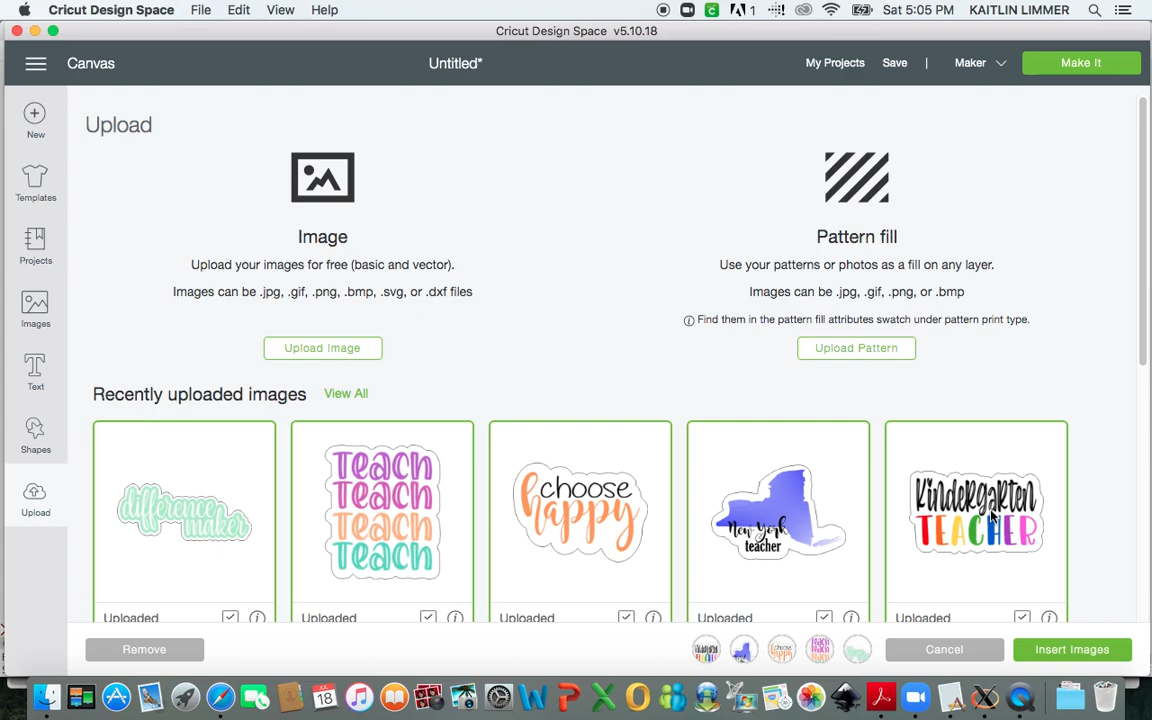 Cricut Design Space File Edit View Help 1 Sat 5:05 PM KAITLIN LIMMER
Cricut Design Space v5.10.18
Canvas Untitled* My Projects Save | Maker Make It
New
Templates
Projects
Images
Text
Shapes
Upload
Upload
Image
Upload your images for free (basic and vector).
Images can be .jpg, .gif, .png, .bmp, .svg, or .dxf files
Upload Image
Pattern fill
Use your patterns or photos as a fill on any layer.
Images can be .jpg, .gif, .png, or .bmp
Find them in the pattern fill attributes swatch under pattern print type.
Upload Pattern
Recently uploaded images View All
difference
maker
Teach
Teach
Teach
Teach
choose
happy
New York
teacher
Kindergarten
TEACHER
Uploaded Uploaded Uploaded Uploaded Uploaded
Remove Cancel Insert Images